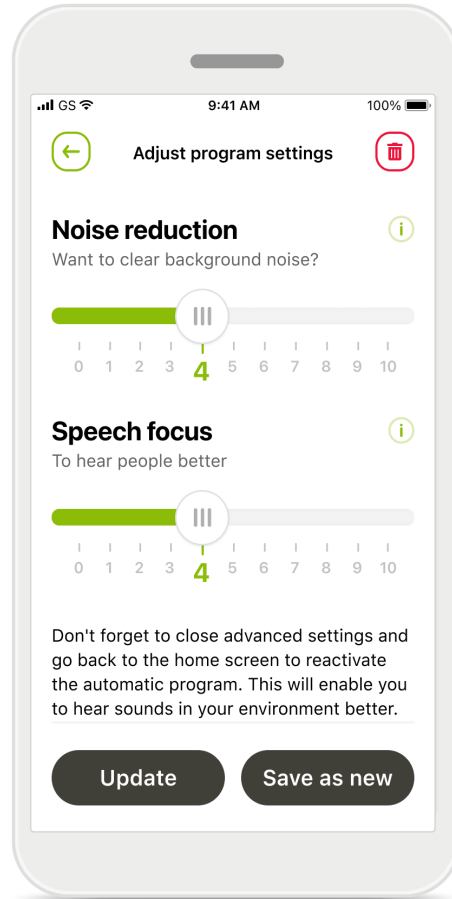 GS 9:41 AM 100%
Adjust program settings
Noise reduction i
Want to clear background noise?
0 1 2 3 4 5 6 7 8 9 10
Speech focus i
To hear people better
0 1 2 3 4 5 6 7 8 9 10
Don't forget to close advanced settings and
go back to the home screen to reactivate
the automatic program. This will enable you
to hear sounds in your environment better.
Update Save as new